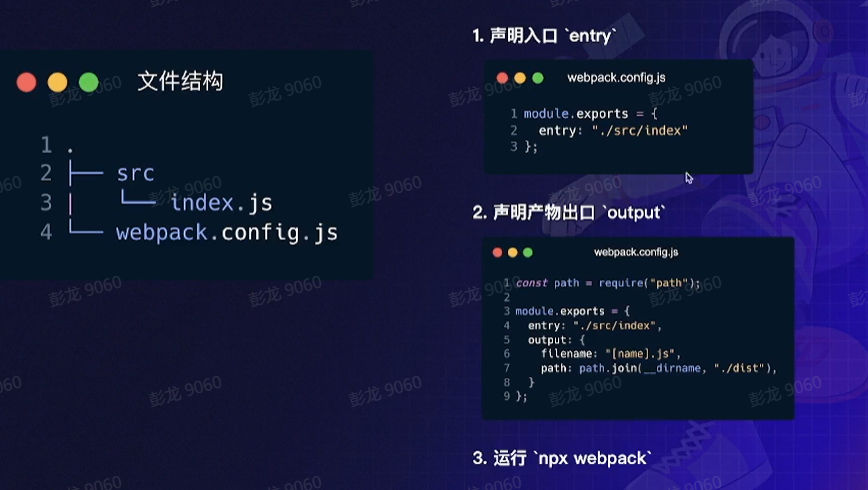 文件结构
1 .
2 ├── src
3 │   └── index.js
4 └── webpack.config.js
1. 声明入口 `entry`
webpack.config.js
1 module.exports = {
2   entry: "./src/index"
3 };
2. 声明产物出口 `output`
webpack.config.js
1 const path = require("path");
2
3 module.exports = {
4   entry: "./src/index",
5   output: {
6     filename: "[name].js",
7     path: path.join(__dirname, "./dist"),
8   }
9 };
3. 运行 `npx webpack`
彭龙 9060